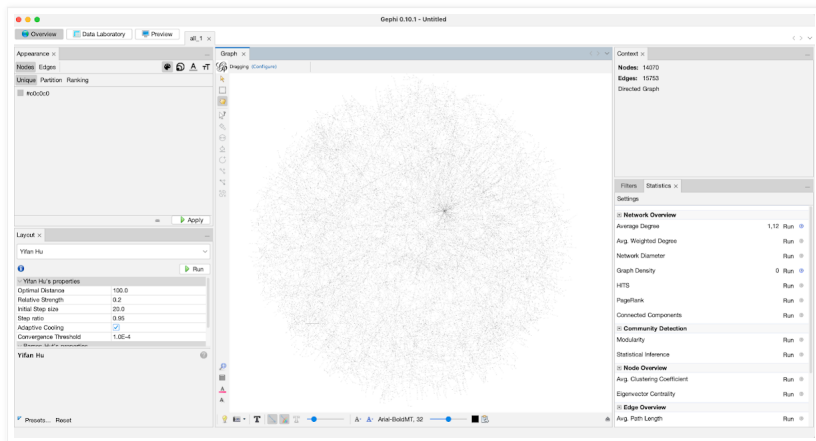 Gephi 0.10.1 - Untitled
Overview Data Laboratory Preview all_1 ×
Appearance ×
Nodes Edges
Unique Partition Ranking
#c0c0c0
Apply
Layout ×
Yifan Hu
Run
Yifan Hu's properties
Optimal Distance 100.0
Relative Strength 0.2
Initial Step size 20.0
Step ratio 0.95
Adaptive Cooling
Convergence Threshold 1.0E-4
Yifan Hu
Presets... Reset
Graph ×
Dragging (Configure)
Arial-BoldMT, 32
Context ×
Nodes: 14070
Edges: 15753
Directed Graph
Filters Statistics ×
Settings
Network Overview
Average Degree 1,12 Run
Avg. Weighted Degree Run
Network Diameter Run
Graph Density 0 Run
HITS Run
PageRank Run
Connected Components Run
Community Detection
Modularity Run
Statistical Inference Run
Node Overview
Avg. Clustering Coefficient Run
Eigenvector Centrality Run
Edge Overview
Avg. Path Length Run